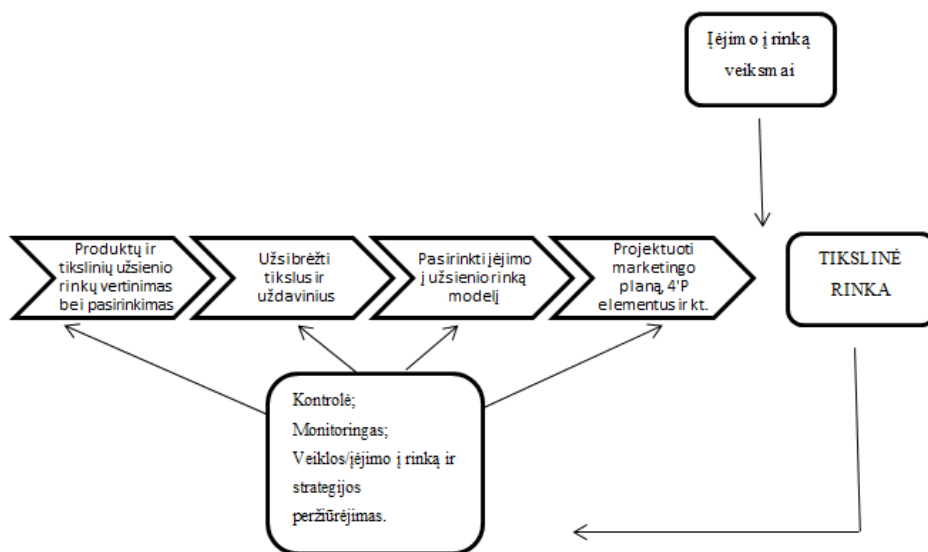 Įėjimo į rinką
veiksmai
Produktų ir
tikslinių užsienio
rinkų vertinimas
bei pasirinkimas
Užsibrėžti
tikslus ir
uždavinius
Pasirinkti įėjimo
į užsienio rinką
modelį
Projektuoti
marketingo
planą, 4'P
elementus ir kt.
TIKSLINĖ
RINKA
Kontrolė;
Monitoringas;
Veiklos/įėjimo į rinką ir
strategijos
peržiūrėjimas.